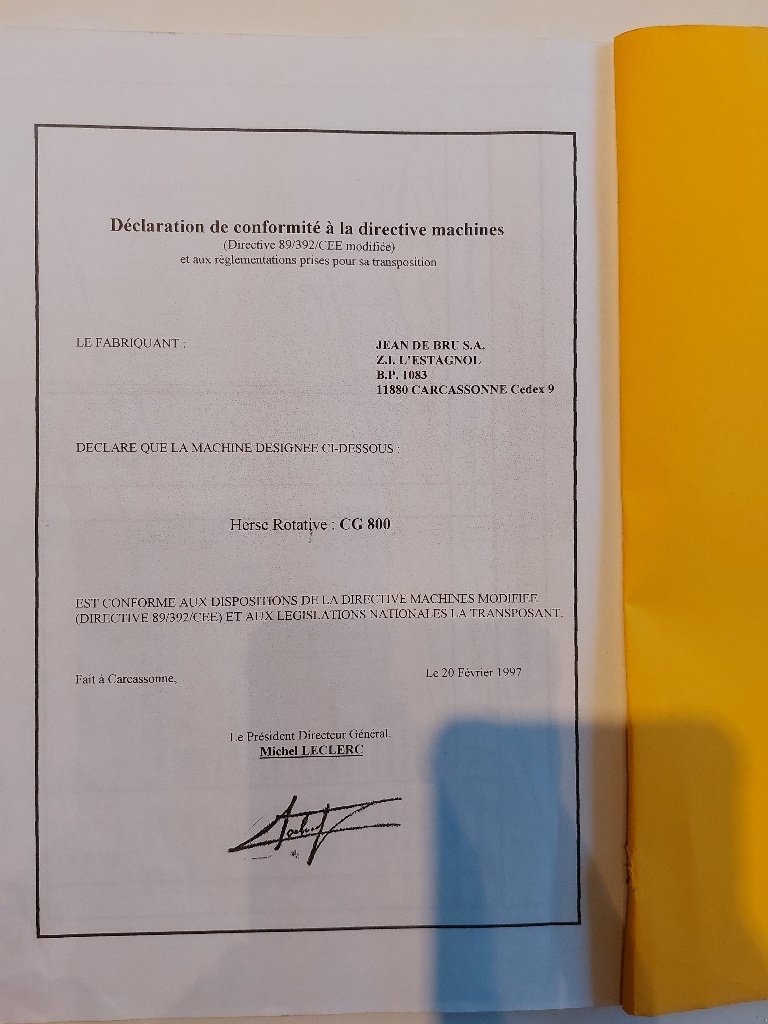 Déclaration de conformité à la directive machines
(Directive 89/392/CEE modifiée)
et aux règlementations prises pour sa transposition
LE FABRIQUANT :
JEAN DE BRU S.A.
Z.I. L'ESTAGNOL
B.P. 1083
11880 CARCASSONNE Cedex 9
DECLARE QUE LA MACHINE DESIGNEE CI-DESSOUS :
Herse Rotative : CG 800
EST CONFORME AUX DISPOSITIONS DE LA DIRECTIVE MACHINES MODIFIEE
(DIRECTIVE 89/392/CEE) ET AUX LEGISLATIONS NATIONALES LA TRANSPOSANT.
Fait à Carcassonne,
Le 20 Février 1997
Le Président Directeur Général
Michel LECLERC